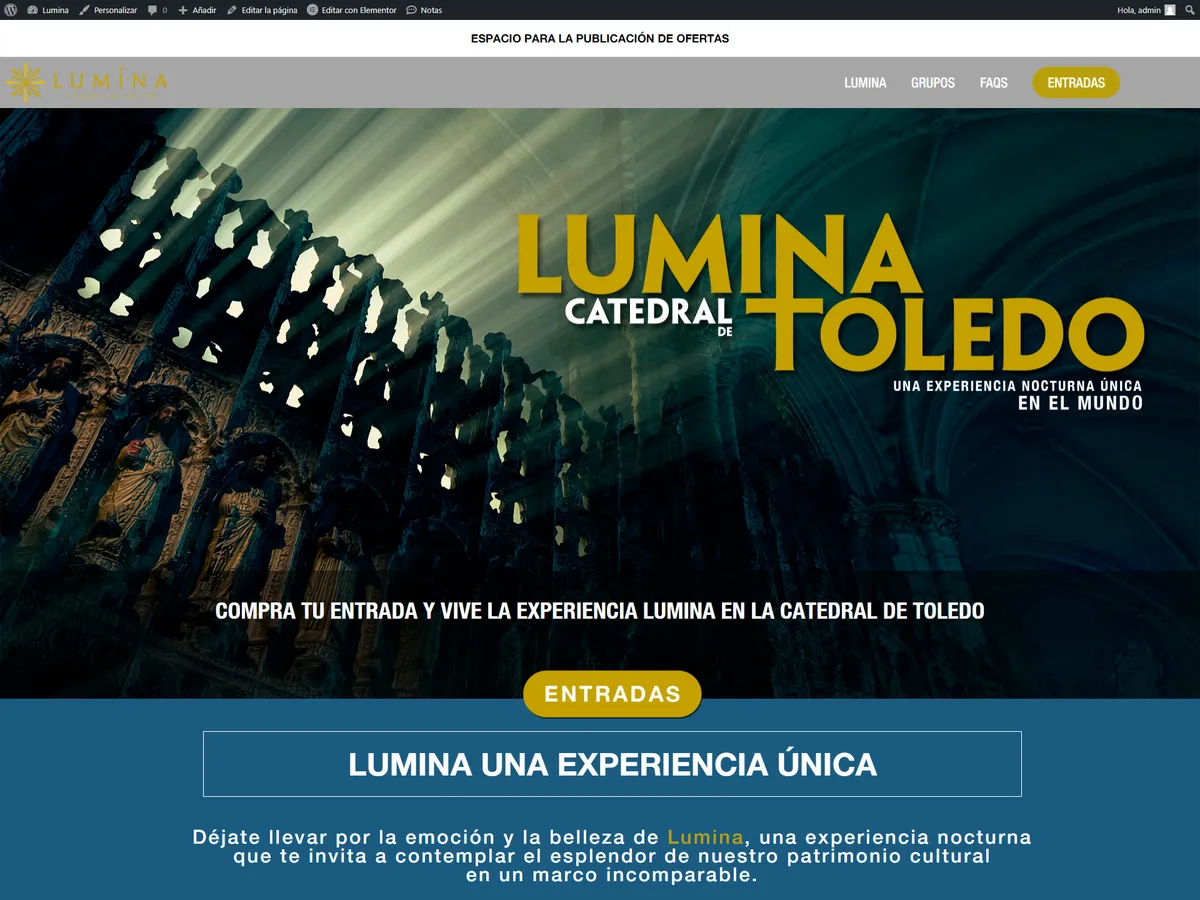 Lumina Personalizar 0 Añadir Editar la página Editar con Elementor Notas Hola, admin
ESPACIO PARA LA PUBLICACIÓN DE OFERTAS
LUMINA LUMINA GRUPOS FAQS ENTRADAS
LUMINA
CATEDRAL
DE
TOLEDO
UNA EXPERIENCIA NOCTURNA ÚNICA
EN EL MUNDO
COMPRA TU ENTRADA Y VIVE LA EXPERIENCIA LUMINA EN LA CATEDRAL DE TOLEDO
ENTRADAS
LUMINA UNA EXPERIENCIA ÚNICA
Déjate llevar por la emoción y la belleza de Lumina, una experiencia nocturna
que te invita a contemplar el esplendor de nuestro patrimonio cultural
en un marco incomparable.